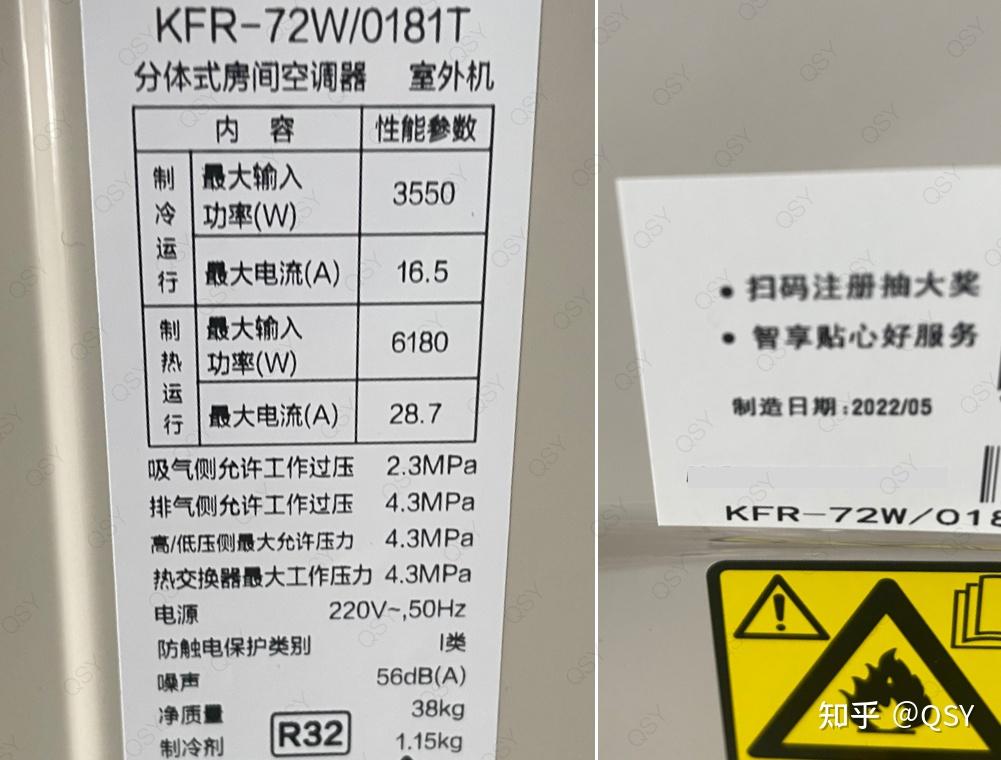 KFR-72W/0181T
分体式房间空调器 室外机
内 容 性能参数
制冷运行
最大输入功率(W) 3550
最大电流(A) 16.5
制热运行
最大输入功率(W) 6180
最大电流(A) 28.7
吸气侧允许工作过压 2.3MPa
排气侧允许工作过压 4.3MPa
高/低压侧最大允许压力 4.3MPa
热交换器最大工作压力 4.3MPa
电源 220V~,50Hz
防触电保护类别 I类
噪声 56dB(A)
净质量 38kg
制冷剂 R32 1.15kg
• 扫码注册抽大奖
• 智享贴心好服务
制造日期:2022/05
KFR-72W/018
知乎 @QSY
QSY